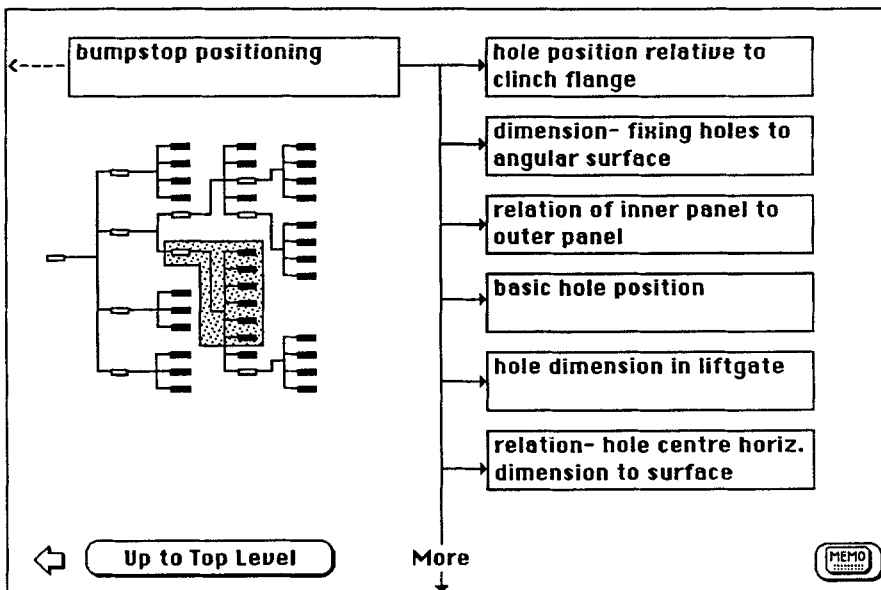 bumpstop positioning
hole position relative to
clinch flange
dimension- fixing holes to
angular surface
relation of inner panel to
outer panel
basic hole position
hole dimension in liftgate
relation- hole centre horiz.
dimension to surface
Up to Top Level
More
MEMO